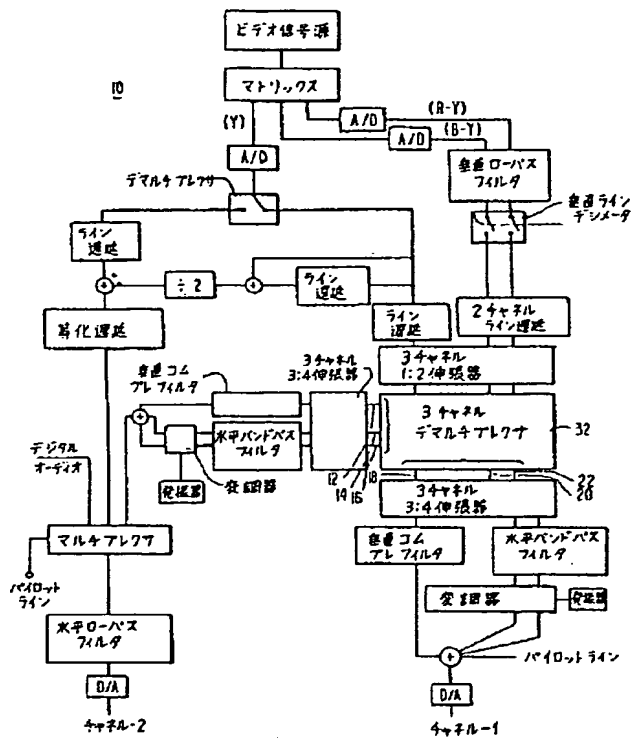 ビデオ信号源
10
マトリックス
(Y)
(R-Y)
(B-Y)
A/D
A/D
A/D
デマルチプレクサ
垂直ローパス
フィルタ
垂直ライン
デシメータ
ライン
遅延
÷2
ライン
遅延
等化遅延
ライン
遅延
2チャネル
ライン遅延
3チャネル
1:2伸張器
垂直コム
プレフィルタ
3チャネル
3:4伸張器
3チャネル
デマルチプレクサ
32
水平バンドパス
フィルタ
デジタル
オーディオ
発振器
変調器
12
14
16
18
22
20
3チャネル
3:4伸張器
マルチプレクサ
垂直コム
プレフィルタ
水平バンドパス
フィルタ
パイロット
ライン
変調器
発振器
水平ローパス
フィルタ
パイロットライン
D/A
D/A
チャネル-2
チャネル-1